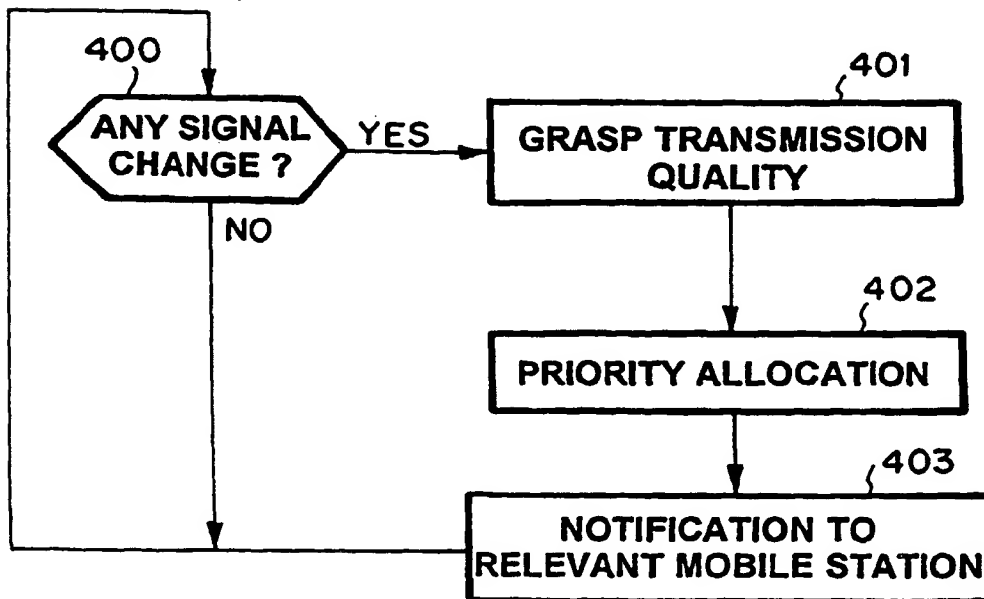 400
ANY SIGNAL
CHANGE ?
YES
NO
401
GRASP TRANSMISSION
QUALITY
402
PRIORITY ALLOCATION
403
NOTIFICATION TO
RELEVANT MOBILE STATION